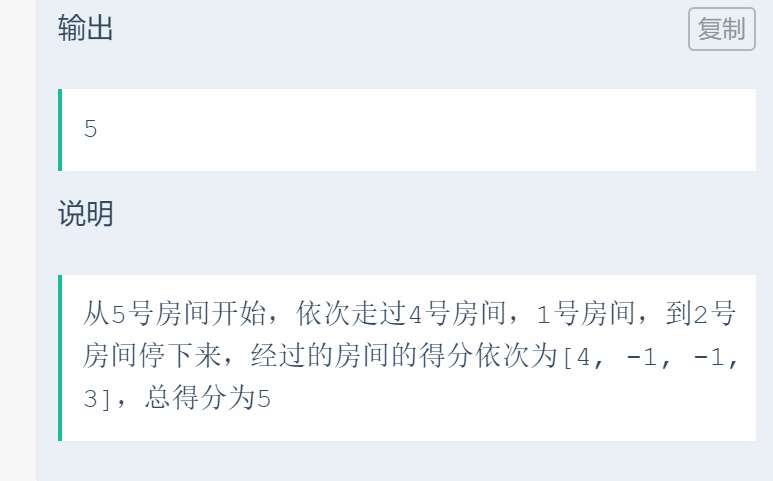 输出
复制
5
说明
从5号房间开始，依次走过4号房间，1号房间，到2号
房间停下来，经过的房间的得分依次为[4, -1, -1,
3]，总得分为5